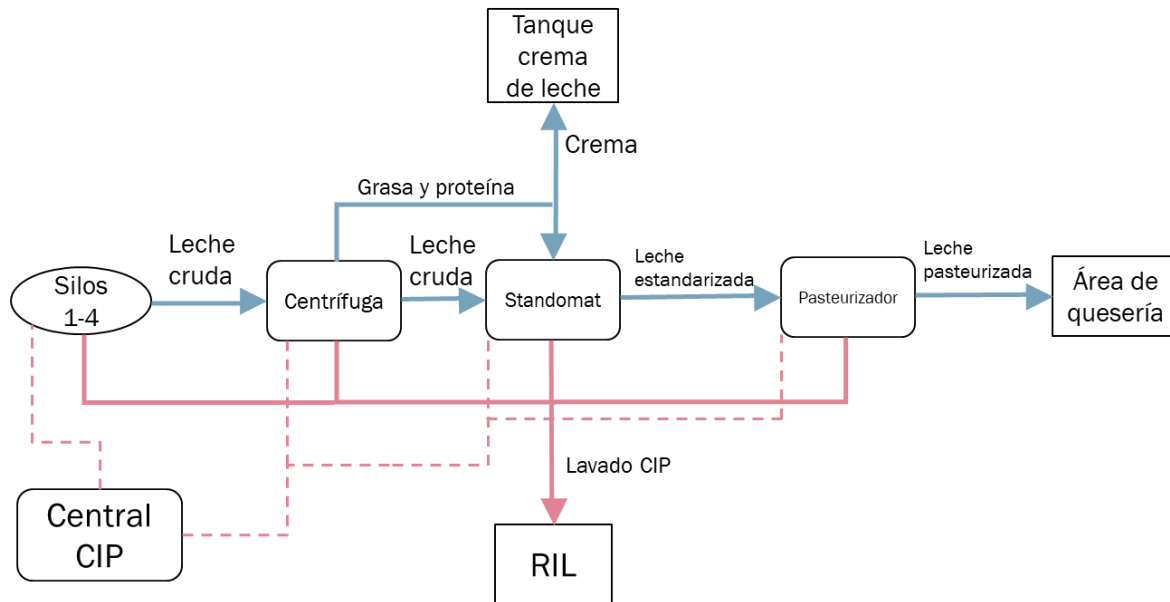 Tanque
crema
de leche
Crema
Grasa y proteína
Leche
cruda
Leche
cruda
Leche
estandarizada
Leche
pasteurizada
Silos
1-4
Centrífuga
Standomat
Pasteurizador
Área de
quesería
Lavado CIP
Central
CIP
RIL